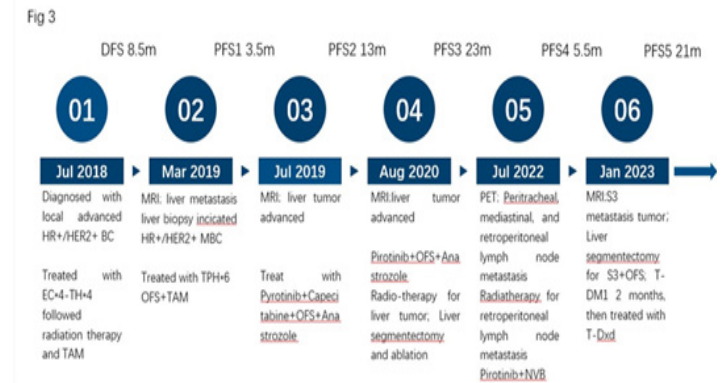 Fig 3
DFS 8.5m PFS1 3.5m PFS2 13m PFS3 23m PFS4 5.5m PFS5 21m
01 02 03 04 05 06
Jul 2018
Diagnosed with
local advanced
HR+/HER2+ BC
Treated with
EC*4-TH*4
followed
radiation therapy
and TAM
Mar 2019
MRI: liver metastasis
liver biopsy incicated
HR+/HER2+ MBC
Treated with TPH*6
OFS+TAM
Jul 2019
MRI: liver tumor
advanced
Treat with
Pyrotinib+Capeci
tabine+OFS+Ana
strozole
Aug 2020
MRI:liver tumor
advanced
Pirotinib+OFS+Ana
strozole
Radio-therapy for
liver tumor; Liver
segmentectomy
and ablation
Jul 2022
PET: Peritracheal,
mediastinal, and
retroperitoneal
lymph node
metastasis
Radiatherapy for
retroperitoneal
lymph node
metastasis
Pirotinib+NVB
Jan 2023
MRI:S3
metastasis tumor;
Liver
segmentectomy
for S3+OFS; T-
DM1 2 months,
then treated with
T-Dxd